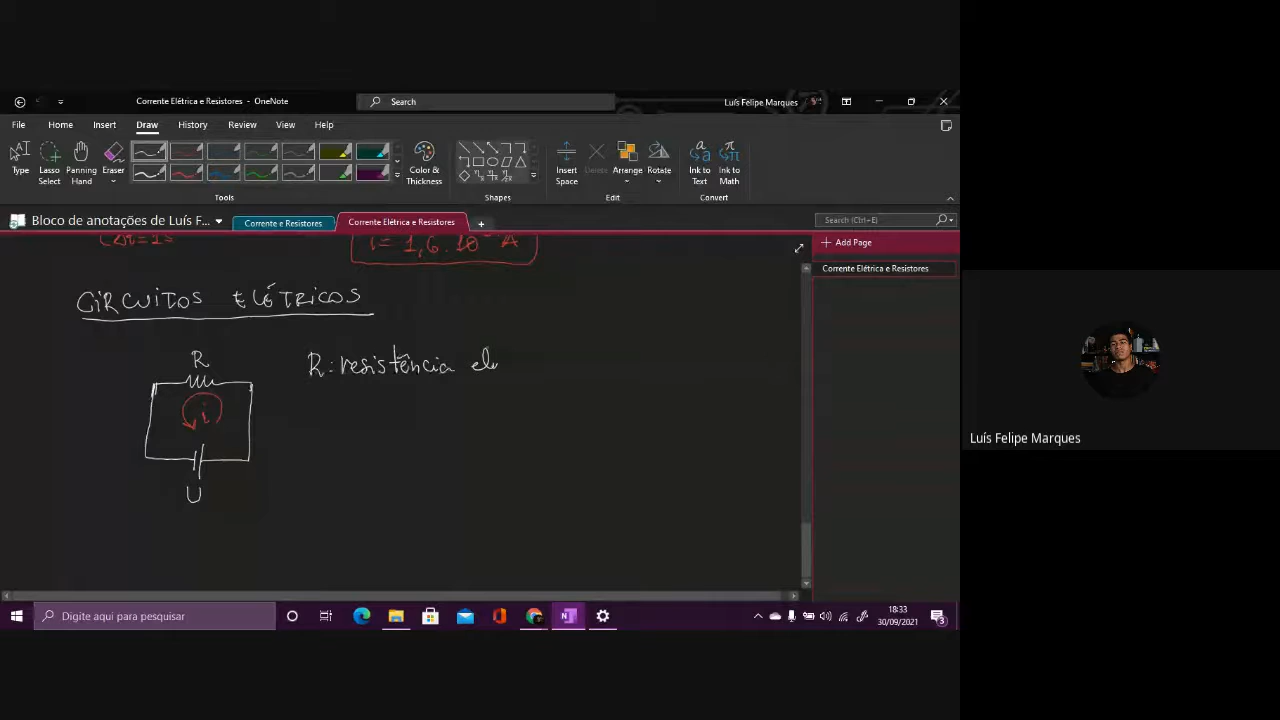 Corrente Elétrica e Resistores - OneNote
Search
Luís Felipe Marques
File Home Insert Draw History Review View Help
Type
Lasso Select
Panning Hand
Eraser
Color & Thickness
Insert Space
Delete
Arrange
Rotate
Ink to Text
Ink to Math
Tools
Shapes
Edit
Convert
Bloco de anotações de Luís F...
Corrente e Resistores
Corrente Elétrica e Resistores
Search (Ctrl+E)
Add Page
Corrente Elétrica e Resistores
CIRCUITOS ELÉTRICOS
R
R: resistência ele
i
U
Luís Felipe Marques
Digite aqui para pesquisar
18:33
30/09/2021
3